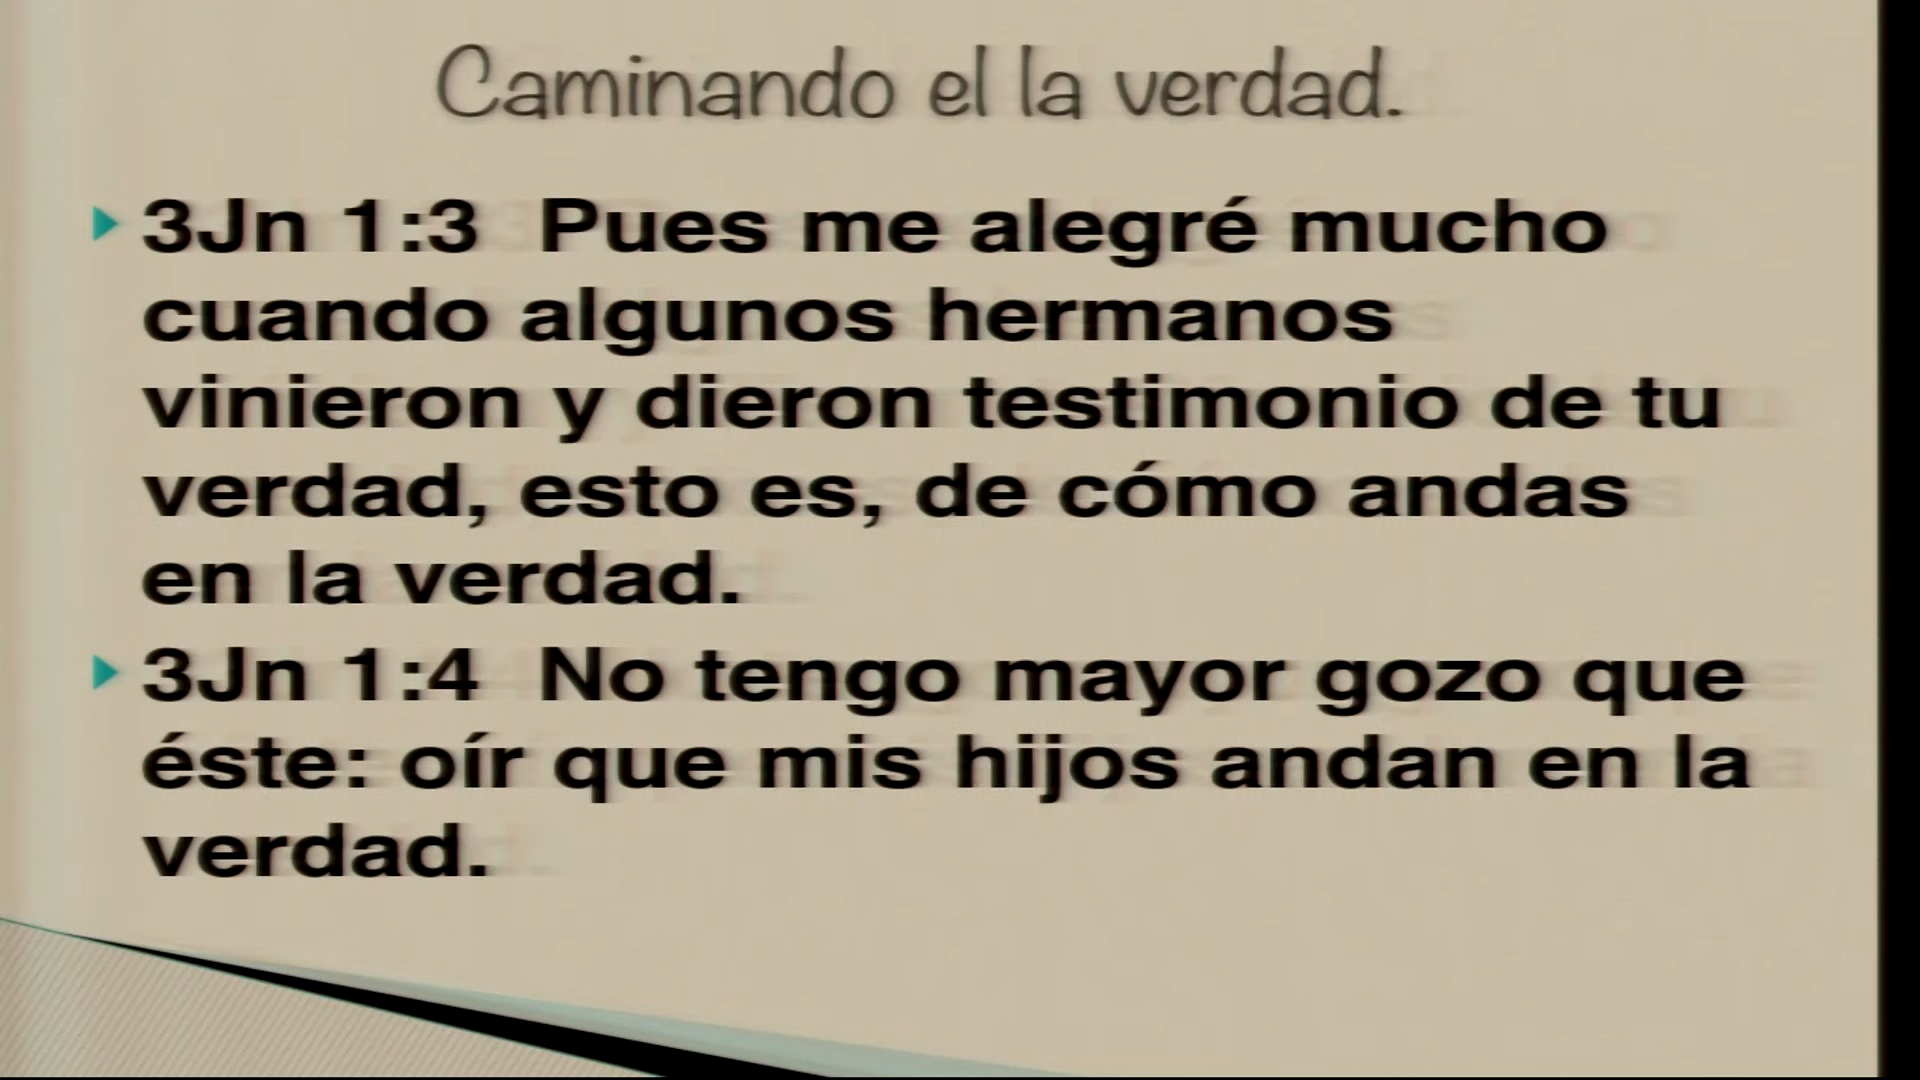 Caminando el la verdad.
3Jn 1:3 Pues me alegré mucho
cuando algunos hermanos
vinieron y dieron testimonio de tu
verdad, esto es, de cómo andas
en la verdad.
3Jn 1:4 No tengo mayor gozo que
éste: oír que mis hijos andan en la
verdad.